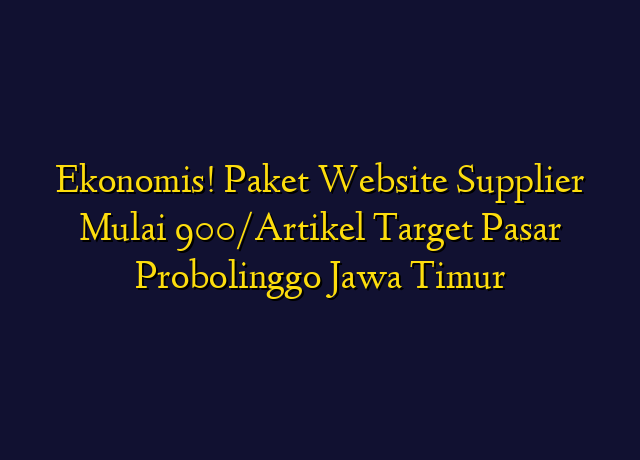 Ekonomis! Paket Website Supplier
Mulai 900/Artikel Target Pasar
Probolinggo Jawa Timur